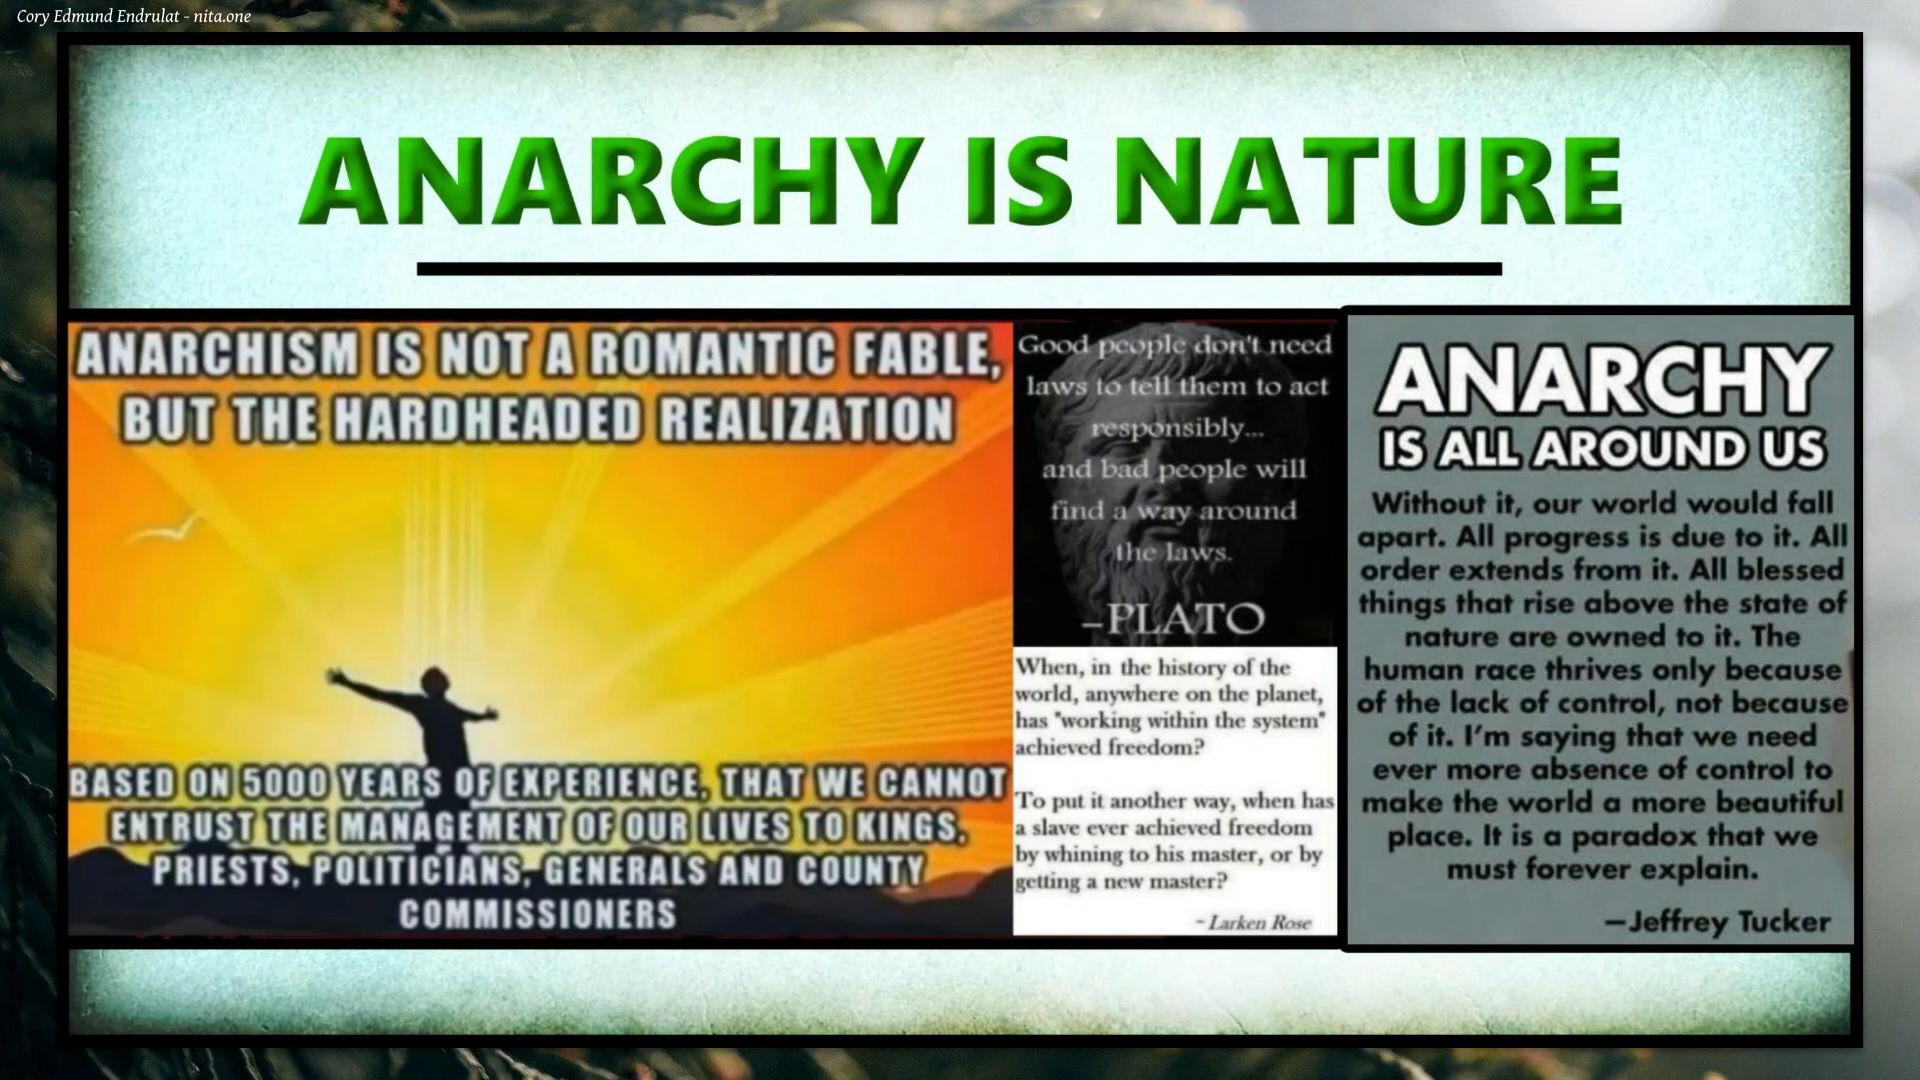 Cory Edmund Endrulat - nita.one
ANARCHY IS NATURE
ANARCHISM IS NOT A ROMANTIC FABLE,
BUT THE HARDHEADED REALIZATION
BASED ON 5000 YEARS OF EXPERIENCE, THAT WE CANNOT
ENTRUST THE MANAGEMENT OF OUR LIVES TO KINGS,
PRIESTS, POLITICIANS, GENERALS AND COUNTY
COMMISSIONERS
Good people don't need
laws to tell them to act
responsibly...
and bad people will
find a way around
the laws.
–PLATO
When, in the history of the
world, anywhere on the planet,
has "working within the system"
achieved freedom?
To put it another way, when has
a slave ever achieved freedom
by whining to his master, or by
getting a new master?
- Larken Rose
ANARCHY
IS ALL AROUND US
Without it, our world would fall
apart. All progress is due to it. All
order extends from it. All blessed
things that rise above the state of
nature are owned to it. The
human race thrives only because
of the lack of control, not because
of it. I'm saying that we need
ever more absence of control to
make the world a more beautiful
place. It is a paradox that we
must forever explain.
—Jeffrey Tucker